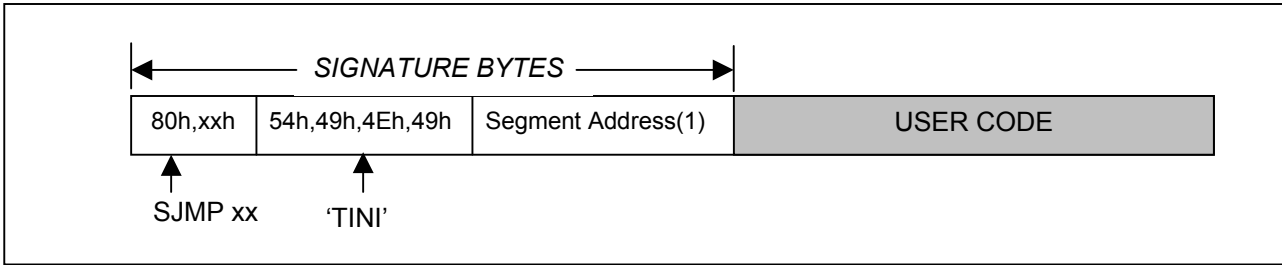 SIGNATURE BYTES
80h,xxh 54h,49h,4Eh,49h Segment Address(1) USER CODE
SJMP xx ‘TINI’